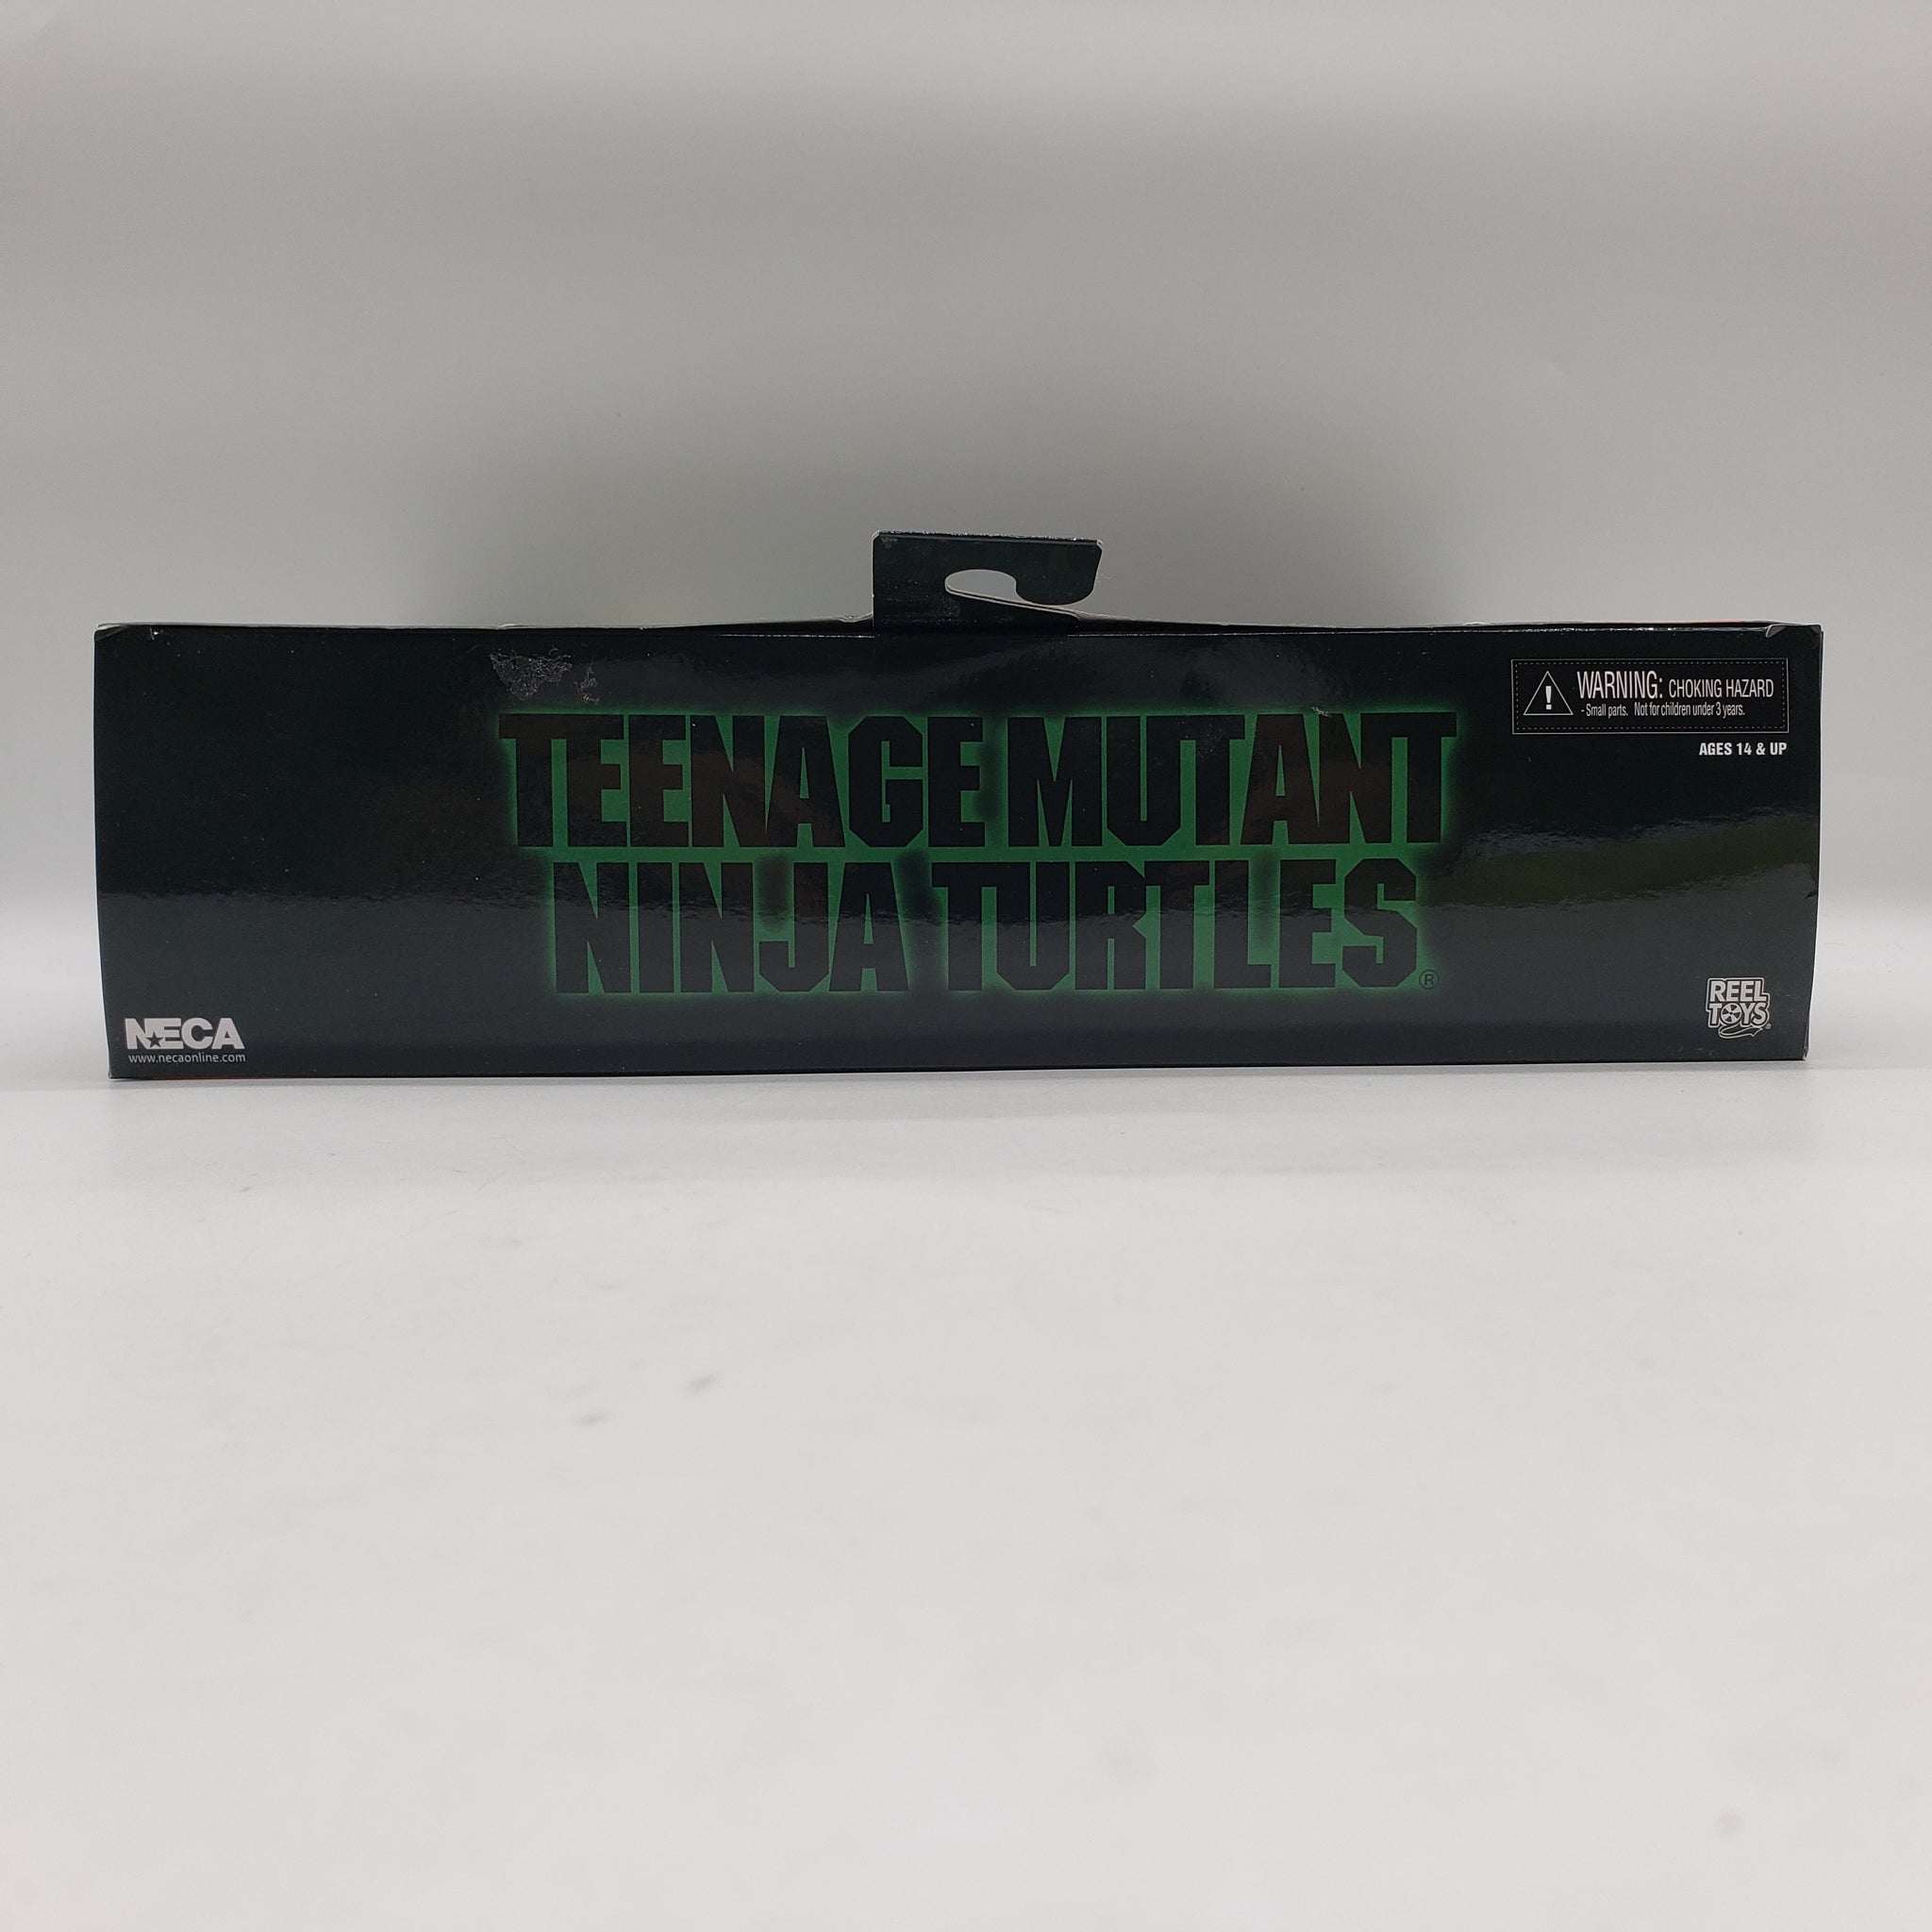 WARNING: CHOKING HAZARD
- Small parts. Not for children under 3 years.
AGES 14 & UP
TEENAGE MUTANT
NINJA TURTLES®
NECA
www.necaonline.com
REEL
TOYS®